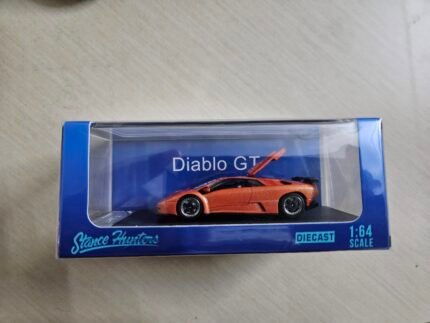 Diablo GT
Stance Hunters
DIECAST
1:64
SCALE